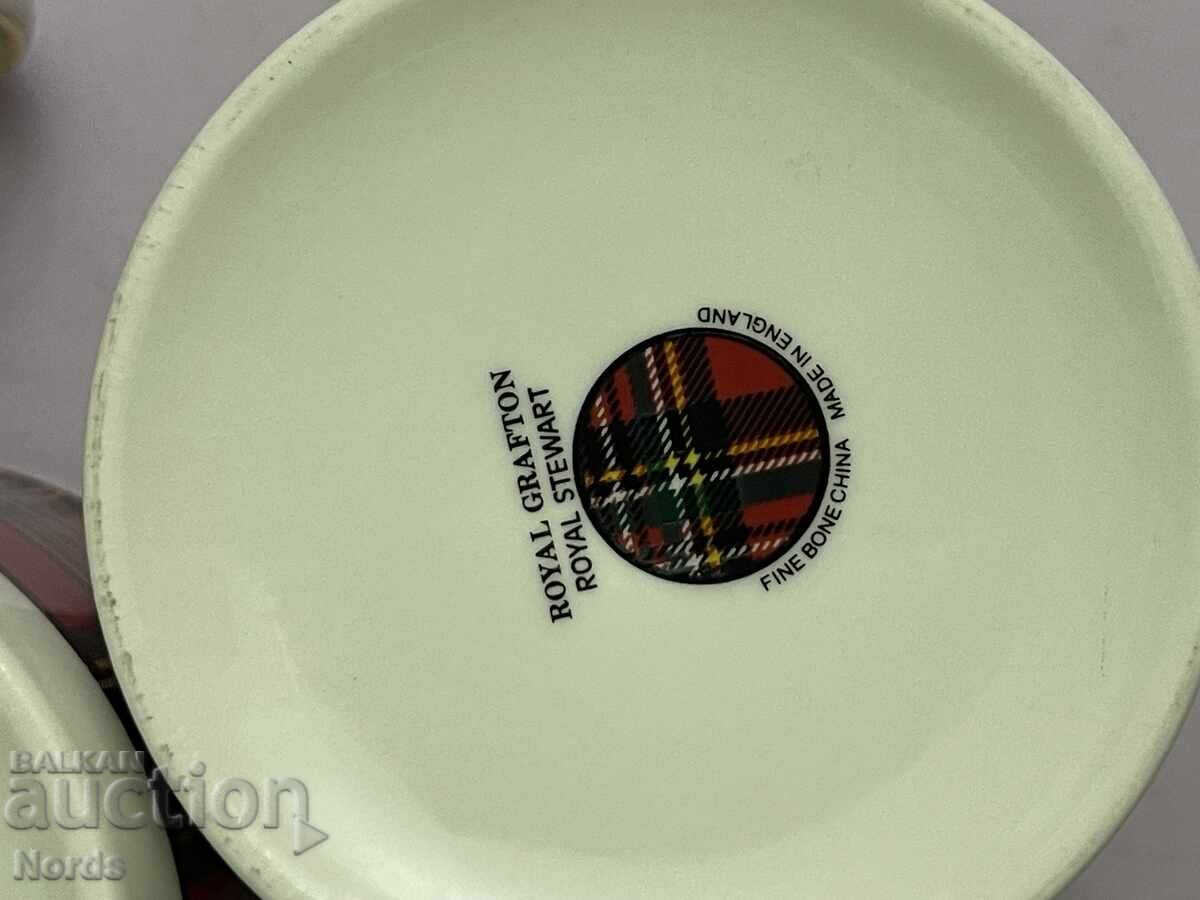 ROYAL GRAFTON
ROYAL STEWART
FINE BONE CHINA MADE IN ENGLAND
BALKAN
auction
Nords